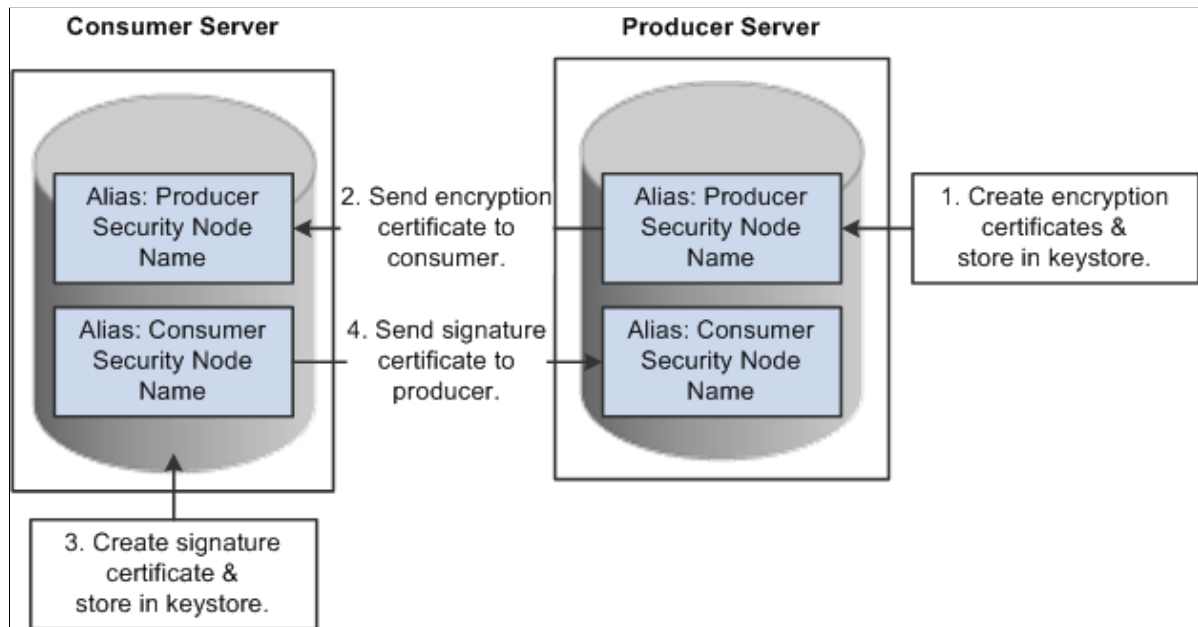 Consumer Server
Producer Server
Alias: Producer
Security Node
Name
2. Send encryption
certificate to
consumer.
Alias: Producer
Security Node
Name
1. Create encryption
certificates &
store in keystore.
Alias: Consumer
Security Node
Name
4. Send signature
certificate to
producer.
Alias: Consumer
Security Node
Name
3. Create signature
certificate &
store in keystore.